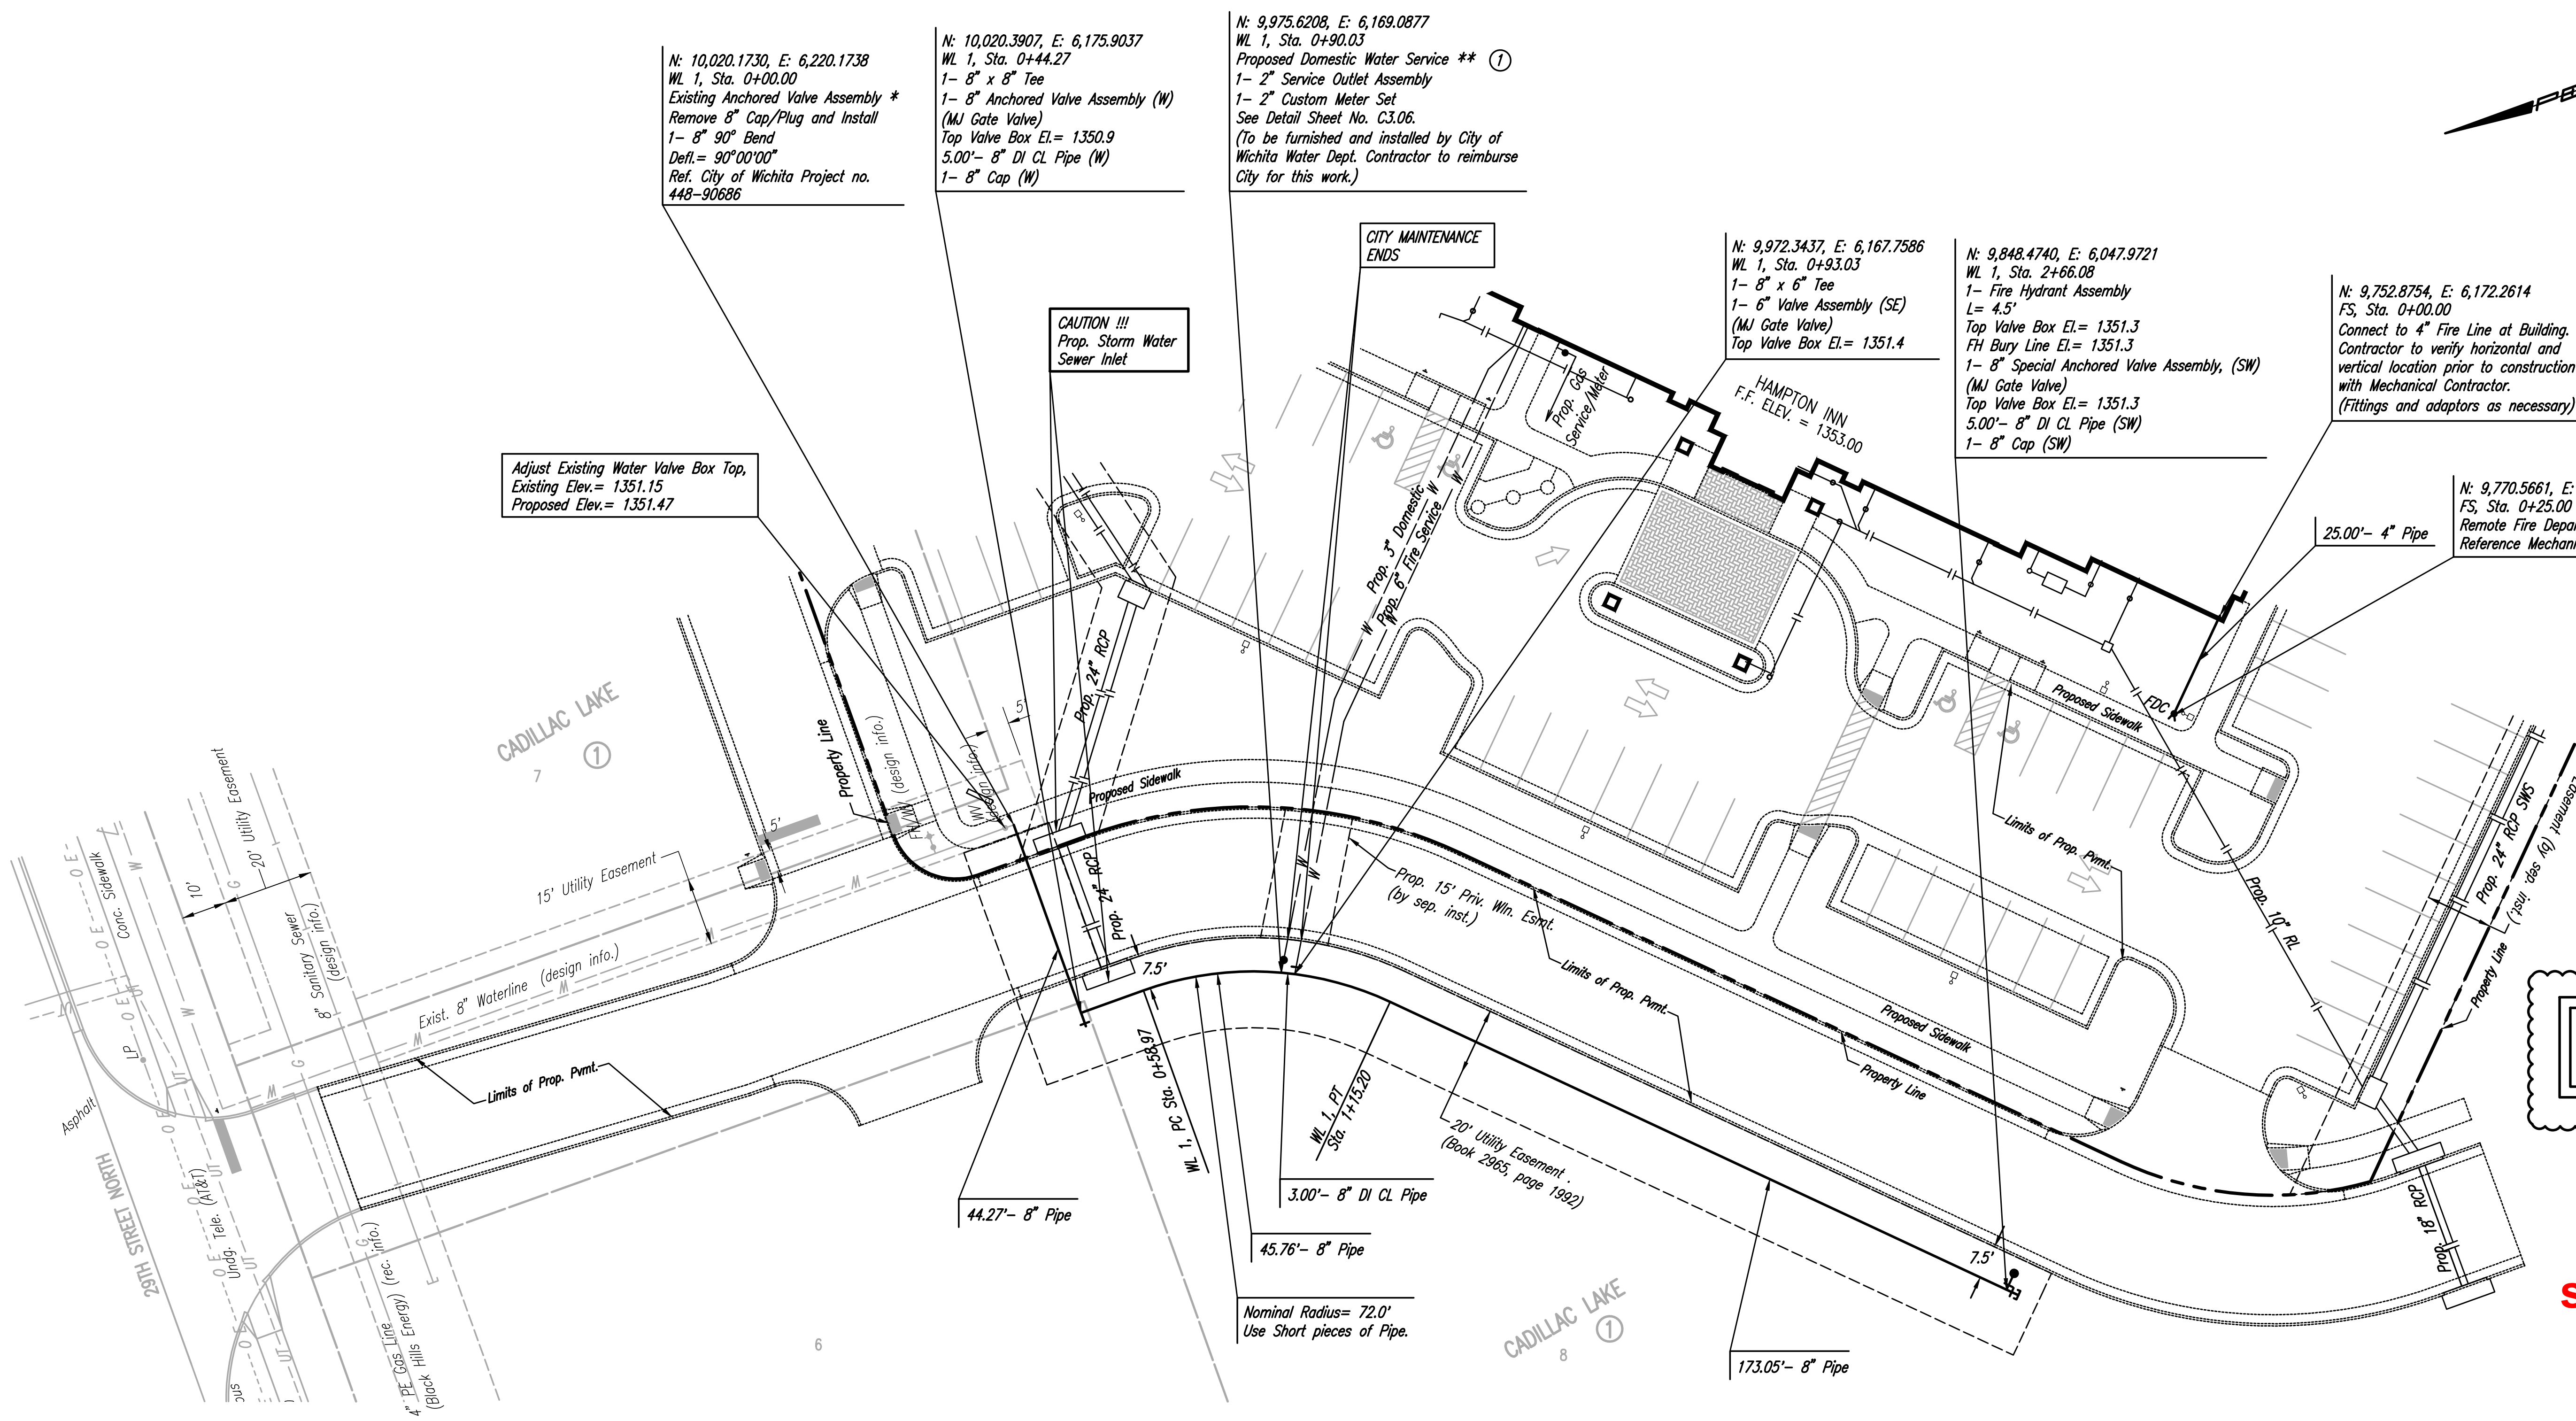 N: 10,020.1730, E: 6,220.1738
WL 1, Sta. 0+00.00
Existing Anchored Valve Assembly *
Remove 8" Cap/Plug and Install
1- 8" 90° Bend
Defl.= 90°00'00"
Ref. City of Wichita Project no.
448-90686
N: 10,020.3907, E: 6,175.9037
WL 1, Sta. 0+44.27
1- 8" x 8" Tee
1- 8" Anchored Valve Assembly (W)
(MJ Gate Valve)
Top Valve Box El.= 1350.9
5.00'- 8" DI CL Pipe (W)
1- 8" Cap (W)
N: 9,975.6208, E: 6,169.0877
WL 1, Sta. 0+90.03
Proposed Domestic Water Service ** 1
1- 2" Service Outlet Assembly
1- 2" Custom Meter Set
See Detail Sheet No. C3.06.
(To be furnished and installed by City of
Wichita Water Dept. Contractor to reimburse
City for this work.)
CITY MAINTENANCE
ENDS
N: 9,972.3437, E: 6,167.7586
WL 1, Sta. 0+93.03
1- 8" x 6" Tee
1- 6" Valve Assembly (SE)
(MJ Gate Valve)
Top Valve Box El.= 1351.4
N: 9,848.4740, E: 6,047.9721
WL 1, Sta. 2+66.08
1- Fire Hydrant Assembly
L= 4.5'
Top Valve Box El.= 1351.3
FH Bury Line El.= 1351.3
1- 8" Special Anchored Valve Assembly, (SW)
(MJ Gate Valve)
Top Valve Box El.= 1351.3
5.00'- 8" DI CL Pipe (SW)
1- 8" Cap (SW)
N: 9,752.8754, E: 6,172.2614
FS, Sta. 0+00.00
Connect to 4" Fire Line at Building.
Contractor to verify horizontal and
vertical location prior to construction
with Mechanical Contractor.
(Fittings and adaptors as necessary)
N: 9,770.5661, E:
FS, Sta. 0+25.00
Remote Fire
Reference
25.00'- 4" Pipe
CAUTION !!!
Prop. Storm Water
Sewer Inlet
Adjust Existing Water Valve Box Top,
Existing Elev.= 1351.15
Proposed Elev.= 1351.47
Prop. Gas
Service/Meter
HAMPTON INN
F.F. ELEV. = 1353.00
Prop. 3" Domestic
W
W
Prop. 6" Fire Service
W
W
FDC
Proposed Sidewalk
Limits of Prop. Pvmt.
Prop. 10" RL
Prop. 24" RCP SWS
Easement (by sep. inst.)
Property Line
CADILLAC LAKE
7
1
Property Line
(design info.)
(design info.)
5'
Prop. 24" RCP
Proposed Sidewalk
5'
15' Utility Easement
Exist. 8" Waterline (design info.)
W
W
W
Limits of Prop. Pvmt.
20' Utility Easement
10'
8" Sanitary Sewer
(design info.)
Conc. Sidewalk
LP
Asphalt
29TH STREET NORTH
Undg. Tele. (AT&T)
4" PE Gas Line (rec. info.)
(Black Hills Energy)
Prop. 24" RCP
7.5'
W
W
Prop. 15' Priv. Wln. Esmt.
(by sep. inst.)
Limits of Prop. Pvmt.
Proposed Sidewalk
Property Line
WL 1, PC Sta. 0+58.97
WL 1, PT
Sta. 1+15.20
20' Utility Easement .
(Book 2965, page 1992)
44.27'- 8" Pipe
3.00'- 8" DI CL Pipe
45.76'- 8" Pipe
Nominal Radius= 72.0'
Use Short pieces of Pipe.
173.05'- 8" Pipe
7.5'
Prop. 18" RCP
6
CADILLAC LAKE
8
1